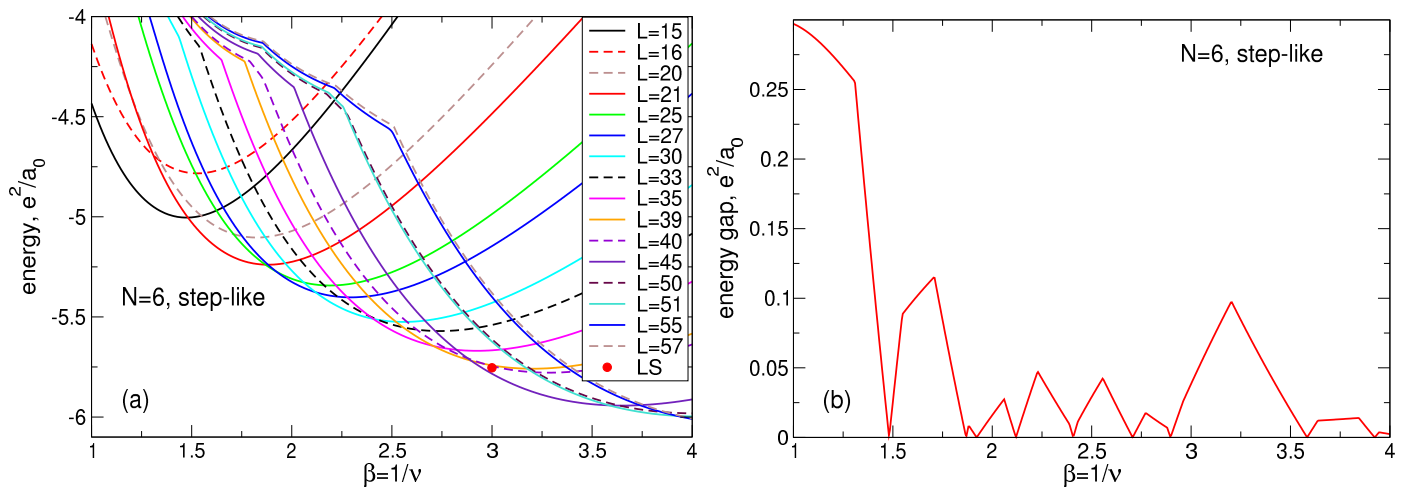 -4
-4.5
-5
-5.5
-6
energy, e²/a₀
N=6, step-like
(a)
L=15
L=16
L=20
L=21
L=25
L=27
L=30
L=33
L=35
L=39
L=40
L=45
L=50
L=51
L=55
L=57
LS
1
1.5
2
2.5
3
3.5
4
β=1/ν
0.25
0.2
0.15
0.1
0.05
0
energy gap, e²/a₀
N=6, step-like
(b)
1
1.5
2
2.5
3
3.5
4
β=1/ν